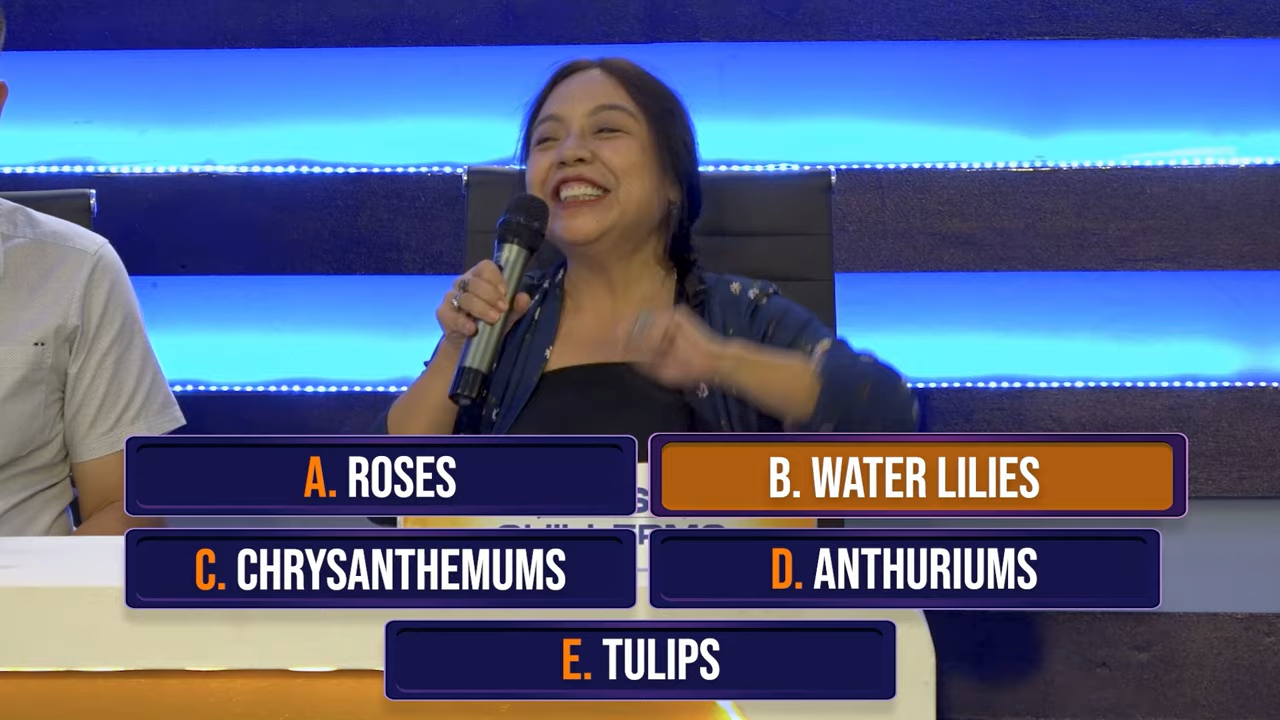 A. ROSES
B. WATER LILIES
C. CHRYSANTHEMUMS
D. ANTHURIUMS
E. TULIPS